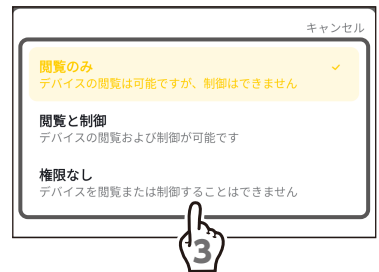 キャンセル
閲覧のみ
デバイスの閲覧は可能ですが、制御はできません
閲覧と制御
デバイスの閲覧および制御が可能です
権限なし
デバイスを閲覧または制御することはできません
3